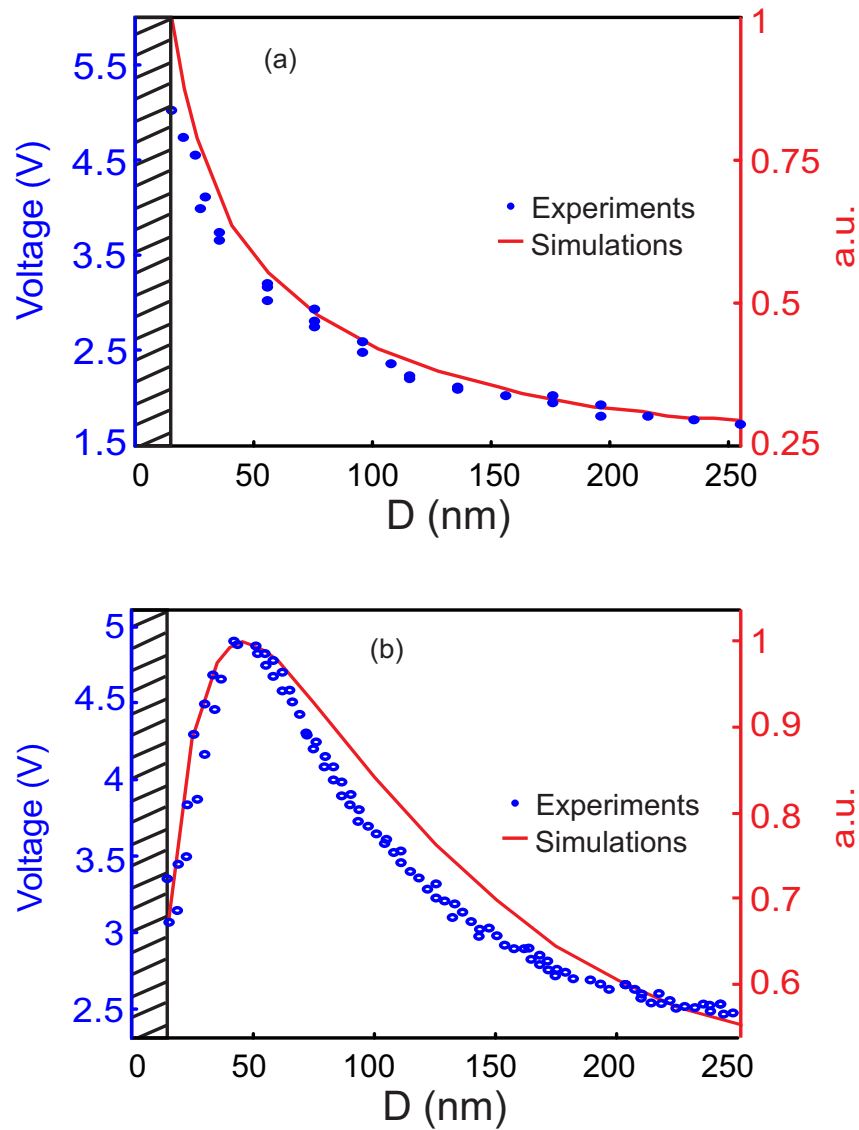 (a)
Voltage (V)
5.5
4.5
3.5
2.5
1.5
1
0.75
0.5
0.25
a.u.
Experiments
Simulations
0 50 100 150 200 250
D (nm)
(b)
Voltage (V)
5
4.5
4
3.5
3
2.5
1
0.9
0.8
0.7
0.6
a.u.
Experiments
Simulations
0 50 100 150 200 250
D (nm)